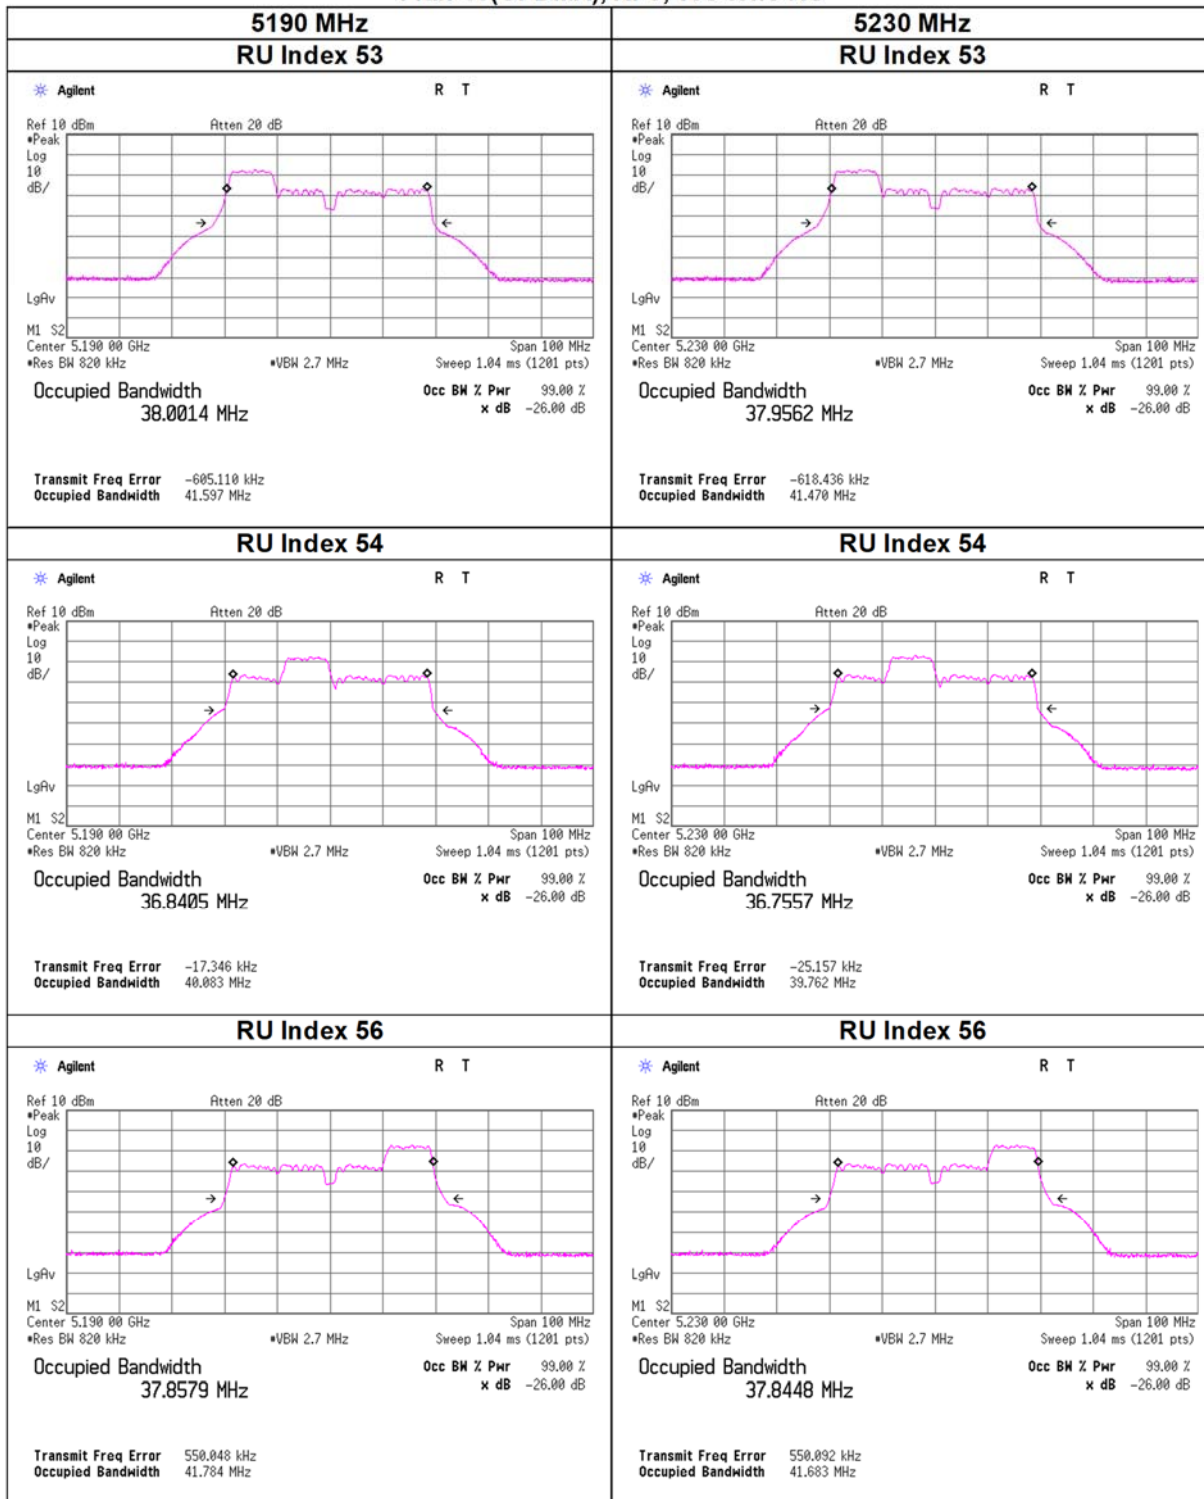 5190 MHz 5230 MHz
RU Index 53 RU Index 53
Agilent R T
Ref 10 dBm Atten 20 dB
#Peak
Log
10
dB/
LgAv
M1 S2
Center 5.190 00 GHz Span 100 MHz
#Res BW 820 kHz #VBW 2.7 MHz Sweep 1.04 ms (1201 pts)
Occupied Bandwidth Occ BW % Pwr 99.00 %
38.0014 MHz x dB -26.00 dB
Transmit Freq Error -605.110 kHz
Occupied Bandwidth 41.597 MHz
Agilent R T
Ref 10 dBm Atten 20 dB
#Peak
Log
10
dB/
LgAv
M1 S2
Center 5.230 00 GHz Span 100 MHz
#Res BW 820 kHz #VBW 2.7 MHz Sweep 1.04 ms (1201 pts)
Occupied Bandwidth Occ BW % Pwr 99.00 %
37.9562 MHz x dB -26.00 dB
Transmit Freq Error -618.436 kHz
Occupied Bandwidth 41.470 MHz
RU Index 54 RU Index 54
Agilent R T
Ref 10 dBm Atten 20 dB
#Peak
Log
10
dB/
LgAv
M1 S2
Center 5.190 00 GHz Span 100 MHz
#Res BW 820 kHz #VBW 2.7 MHz Sweep 1.04 ms (1201 pts)
Occupied Bandwidth Occ BW % Pwr 99.00 %
36.8405 MHz x dB -26.00 dB
Transmit Freq Error -17.346 kHz
Occupied Bandwidth 40.083 MHz
Agilent R T
Ref 10 dBm Atten 20 dB
#Peak
Log
10
dB/
LgAv
M1 S2
Center 5.230 00 GHz Span 100 MHz
#Res BW 820 kHz #VBW 2.7 MHz Sweep 1.04 ms (1201 pts)
Occupied Bandwidth Occ BW % Pwr 99.00 %
36.7557 MHz x dB -26.00 dB
Transmit Freq Error -25.157 kHz
Occupied Bandwidth 39.762 MHz
RU Index 56 RU Index 56
Agilent R T
Ref 10 dBm Atten 20 dB
#Peak
Log
10
dB/
LgAv
M1 S2
Center 5.190 00 GHz Span 100 MHz
#Res BW 820 kHz #VBW 2.7 MHz Sweep 1.04 ms (1201 pts)
Occupied Bandwidth Occ BW % Pwr 99.00 %
37.8579 MHz x dB -26.00 dB
Transmit Freq Error 550.048 kHz
Occupied Bandwidth 41.784 MHz
Agilent R T
Ref 10 dBm Atten 20 dB
#Peak
Log
10
dB/
LgAv
M1 S2
Center 5.230 00 GHz Span 100 MHz
#Res BW 820 kHz #VBW 2.7 MHz Sweep 1.04 ms (1201 pts)
Occupied Bandwidth Occ BW % Pwr 99.00 %
37.8448 MHz x dB -26.00 dB
Transmit Freq Error 550.092 kHz
Occupied Bandwidth 41.683 MHz